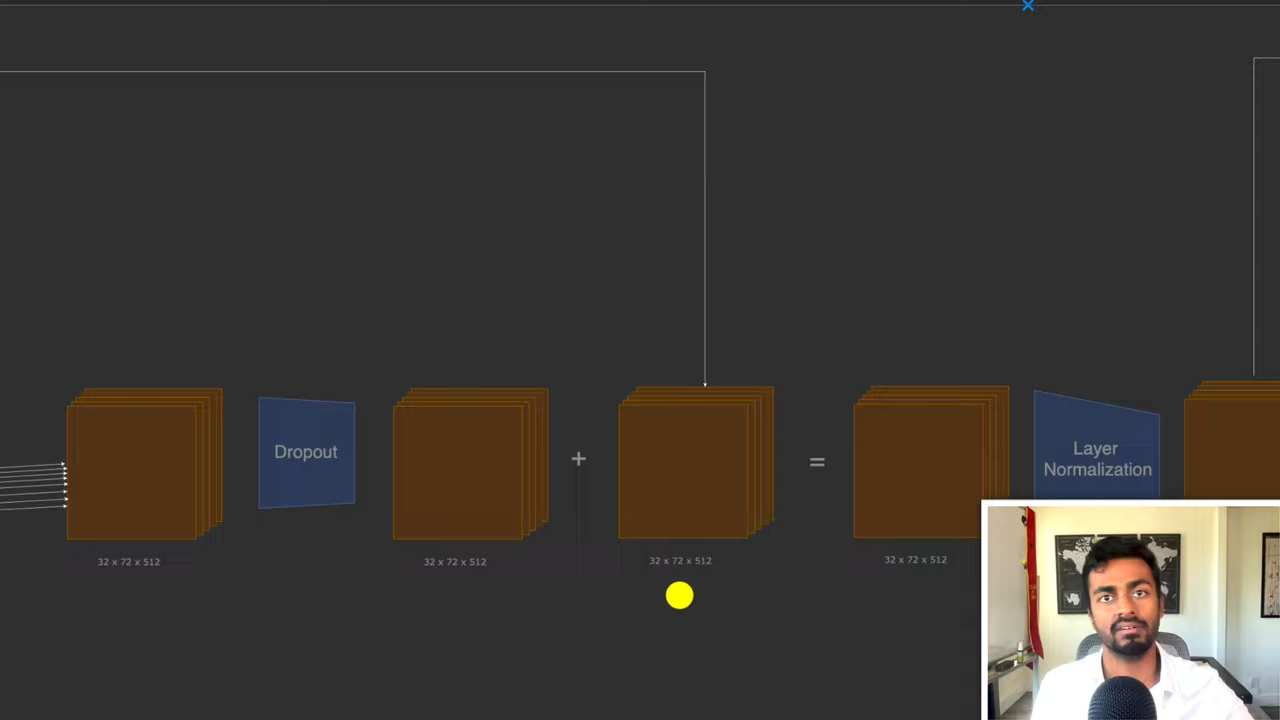 Dropout
+
=
Layer
Normalization
32 x 72 x 512
32 x 72 x 512
32 x 72 x 512
32 x 72 x 512